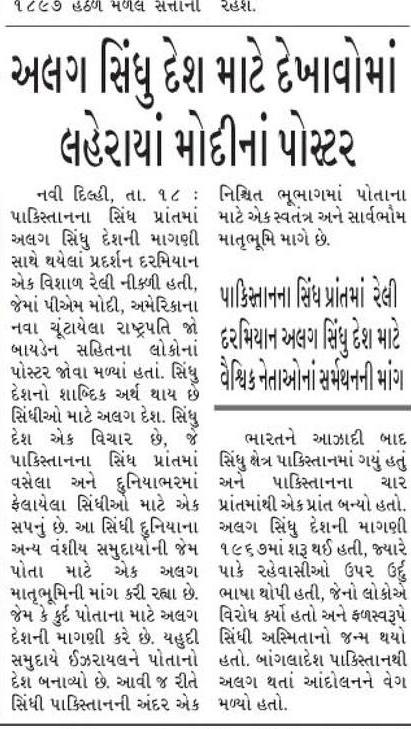 ૧૮૯૭ હેઠળ મળેલ સત્તાની
રહેશે.
અલગ સિંધુ દેશ માટે દેખાવોમાં
લહેરાયાં મોદીનાં પોસ્ટર
નવી દિલ્હી, તા. ૧૮ :
પાકિસ્તાનના સિંધ પ્રાંતમાં
અલગ સિંધુ દેશની માગણી
સાથે થયેલાં પ્રદર્શન દરમિયાન
એક વિશાળ રેલી નીકળી હતી,
જેમાં પીએમ મોદી, અમેરિકાના
નવા ચૂંટાયેલા રાષ્ટ્રપતિ જો
બાયડેન સહિતના લોકોનાં
પોસ્ટર જોવા મળ્યાં હતાં. સિંધુ
દેશનો શાબ્દિક અર્થ થાય છે
સિંધીઓ માટે અલગ દેશ. સિંધુ
દેશ એક વિચાર છે, જે
પાકિસ્તાનના સિંધ પ્રાંતમાં
વસેલા અને દુનિયાભરમાં
ફેલાયેલા સિંધીઓ માટે એક
સપનું છે. આ સિંધી દુનિયાના
અન્ય વંશીય સમુદાયોની જેમ
પોતા માટે એક અલગ
માતૃભૂમિની માંગ કરી રહ્યા છે.
જેમ કે કુર્દ પોતાના માટે અલગ
દેશની માગણી કરે છે. યહૂદી
સમુદાયે ઈઝરાયલને પોતાનો
દેશ બનાવ્યો છે. આવી જ રીતે
સિંધી પાકિસ્તાનની અંદર એક
નિશ્ચિત ભૂભાગમાં પોતાના
માટે એક સ્વતંત્ર અને સાર્વભૌમ
માતૃભૂમિ માગે છે.
પાકિસ્તાનના સિંધ પ્રાંતમાં રેલી
દરમિયાન અલગ સિંધુ દેશ માટે
વૈશ્વિક નેતાઓનાં સર્મથનની માંગ
ભારતને આઝાદી બાદ
સિંધુ ક્ષેત્ર પાકિસ્તાનમાં ગયું હતું
અને પાકિસ્તાનના ચાર
પ્રાંતમાંથી એક પ્રાંત બન્યો હતો.
અલગ સિંધુ દેશની માગણી
૧૯૬૭માં શરૂ થઈ હતી, જ્યારે
પાકે રહેવાસીઓ ઉપર ઉર્દૂ
ભાષા થોપી હતી, જેનો લોકોએ
વિરોધ કર્યો હતો અને ફળસ્વરૂપે
સિંધી અસ્મિતાનો જન્મ થયો
હતો. બાંગલાદેશ પાકિસ્તાનથી
અલગ થતાં આંદોલનને વેગ
મળ્યો હતો.